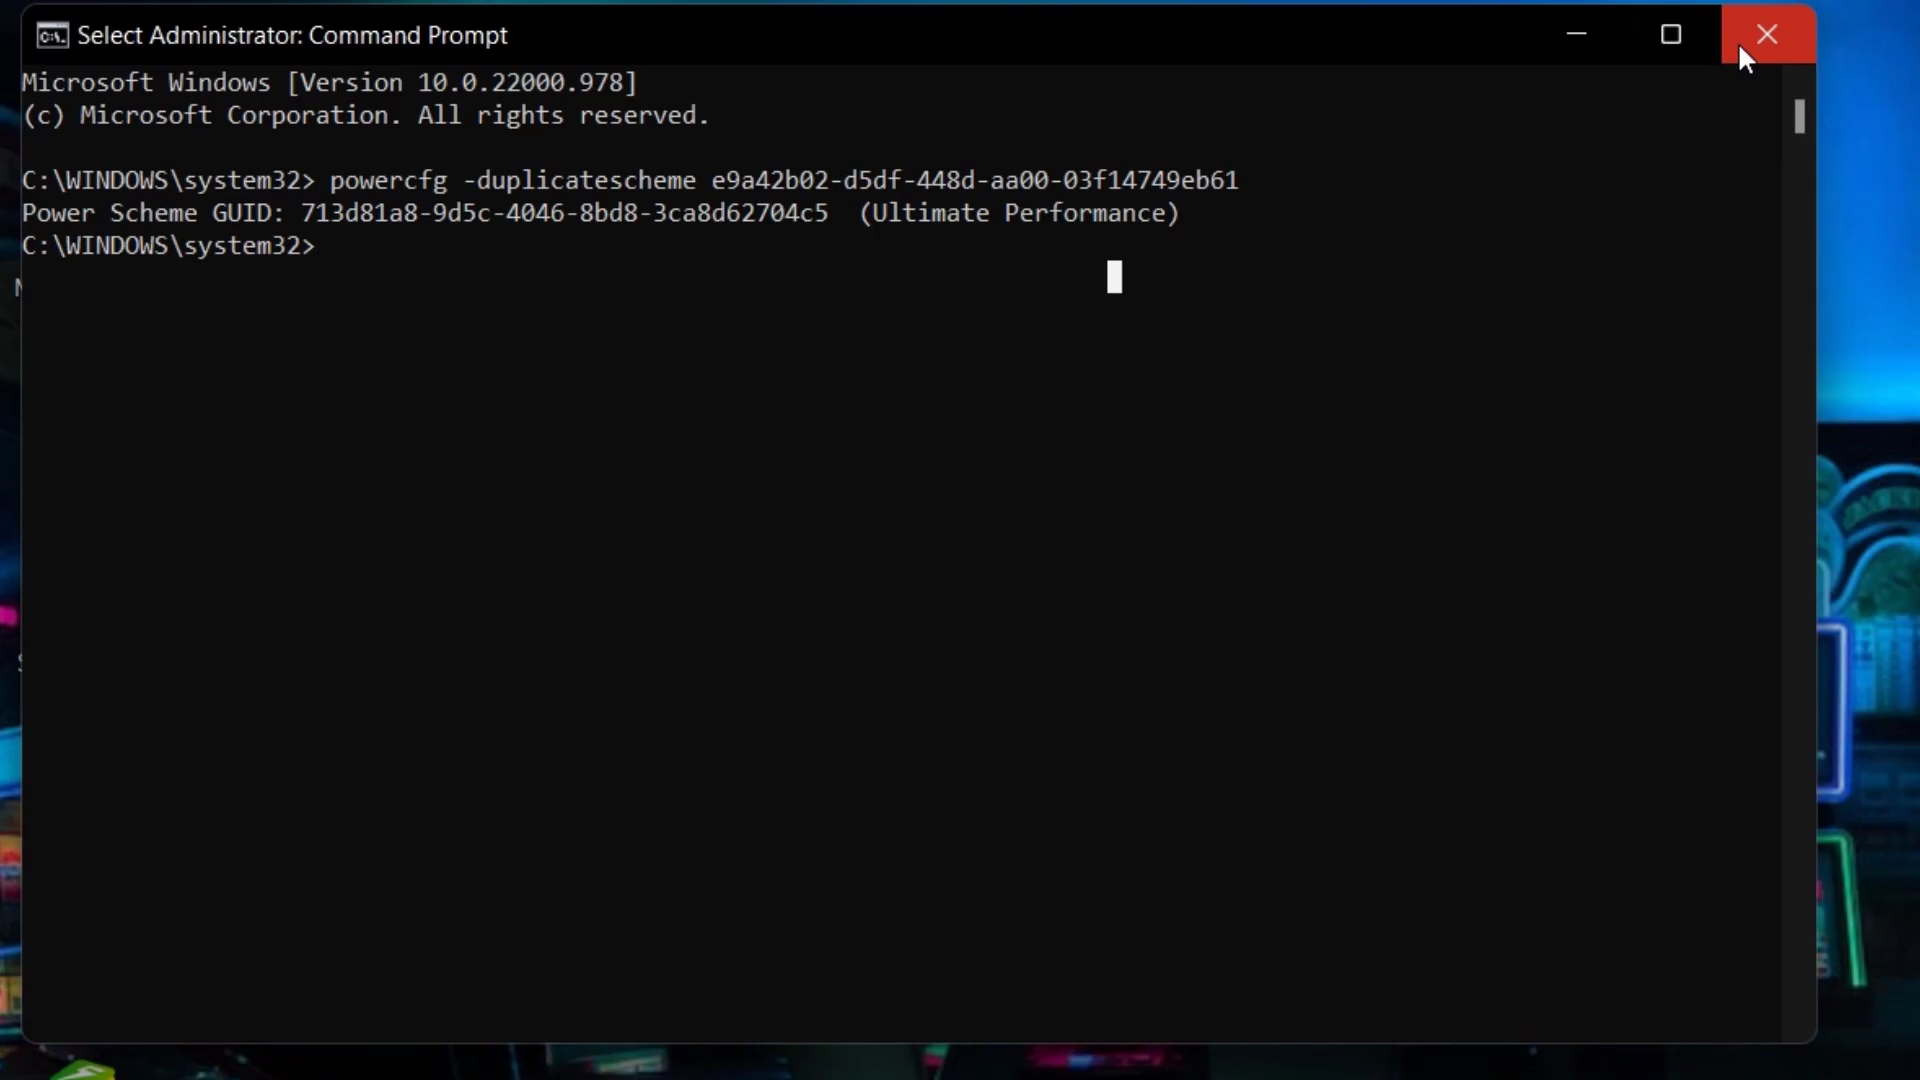 Select Administrator: Command Prompt
Microsoft Windows [Version 10.0.22000.978]
(c) Microsoft Corporation. All rights reserved.
C:\WINDOWS\system32> powercfg -duplicatescheme e9a42b02-d5df-448d-aa00-03f14749eb61
Power Scheme GUID: 713d81a8-9d5c-4046-8bd8-3ca8d62704c5  (Ultimate Performance)
C:\WINDOWS\system32>